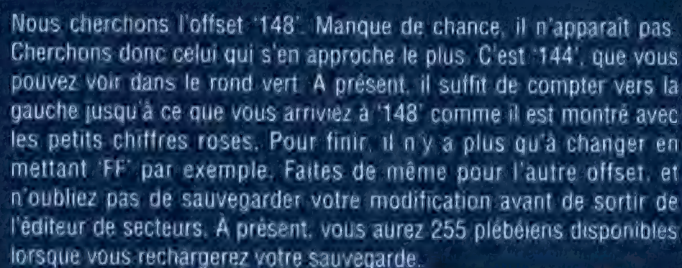 Nous cherchons l'offset '148'. Manque de chance, il n'apparaît pas.
Cherchons donc celui qui s'en approche le plus. C'est '144', que vous
pouvez voir dans le rond vert. A présent, il suffit de compter vers la
gauche jusqu'à ce que vous arriviez à '148' comme il est montré avec
les petits chiffres roses. Pour finir, il n'y a plus qu'à changer en
mettant 'FF' par exemple. Faites de même pour l'autre offset, et
n'oubliez pas de sauvegarder votre modification avant de sortir de
l'éditeur de secteurs. A présent, vous aurez 255 plébéiens disponibles
lorsque vous rechargerez votre sauvegarde.